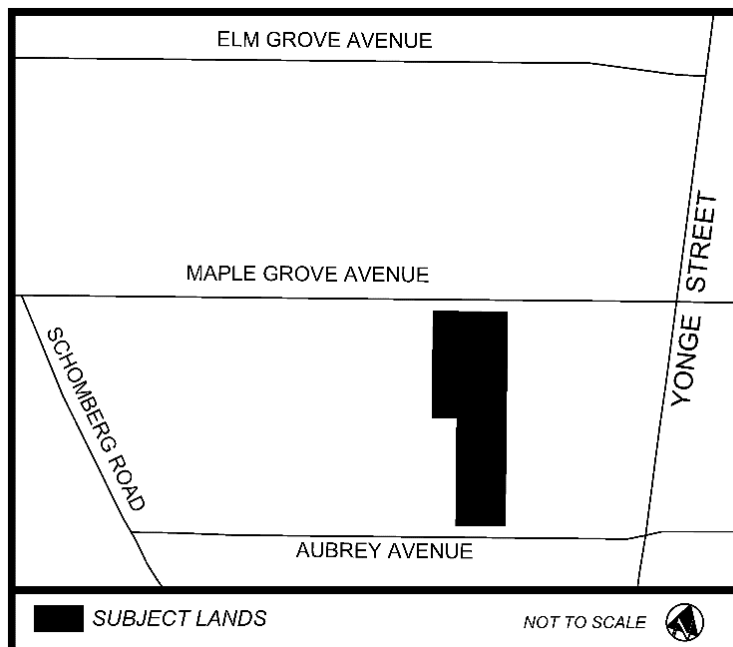 ELM GROVE AVENUE
YONGE STREET
MAPLE GROVE AVENUE
SCHOMBERG ROAD
AUBREY AVENUE
SUBJECT LANDS
NOT TO SCALE